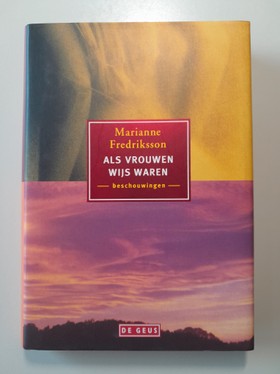 Marianne
Fredriksson
ALS VROUWEN
WIJS WAREN
beschouwingen
DE GEUS